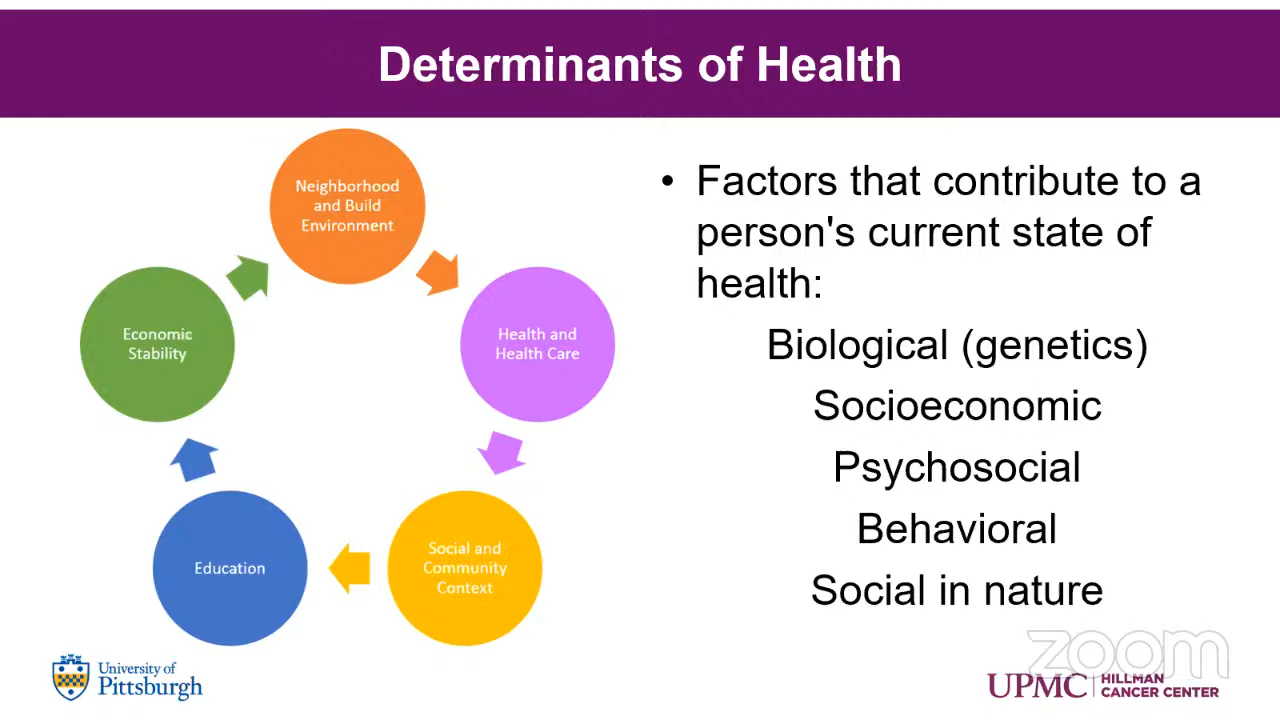 Determinants of Health
Neighborhood
and Build
Environment
Health and
Health Care
Social and
Community
Context
Education
Economic
Stability
• Factors that contribute to a
person's current state of
health:
Biological (genetics)
Socioeconomic
Psychosocial
Behavioral
Social in nature
University of
Pittsburgh
zoom
UPMC
HILLMAN
CANCER CENTER